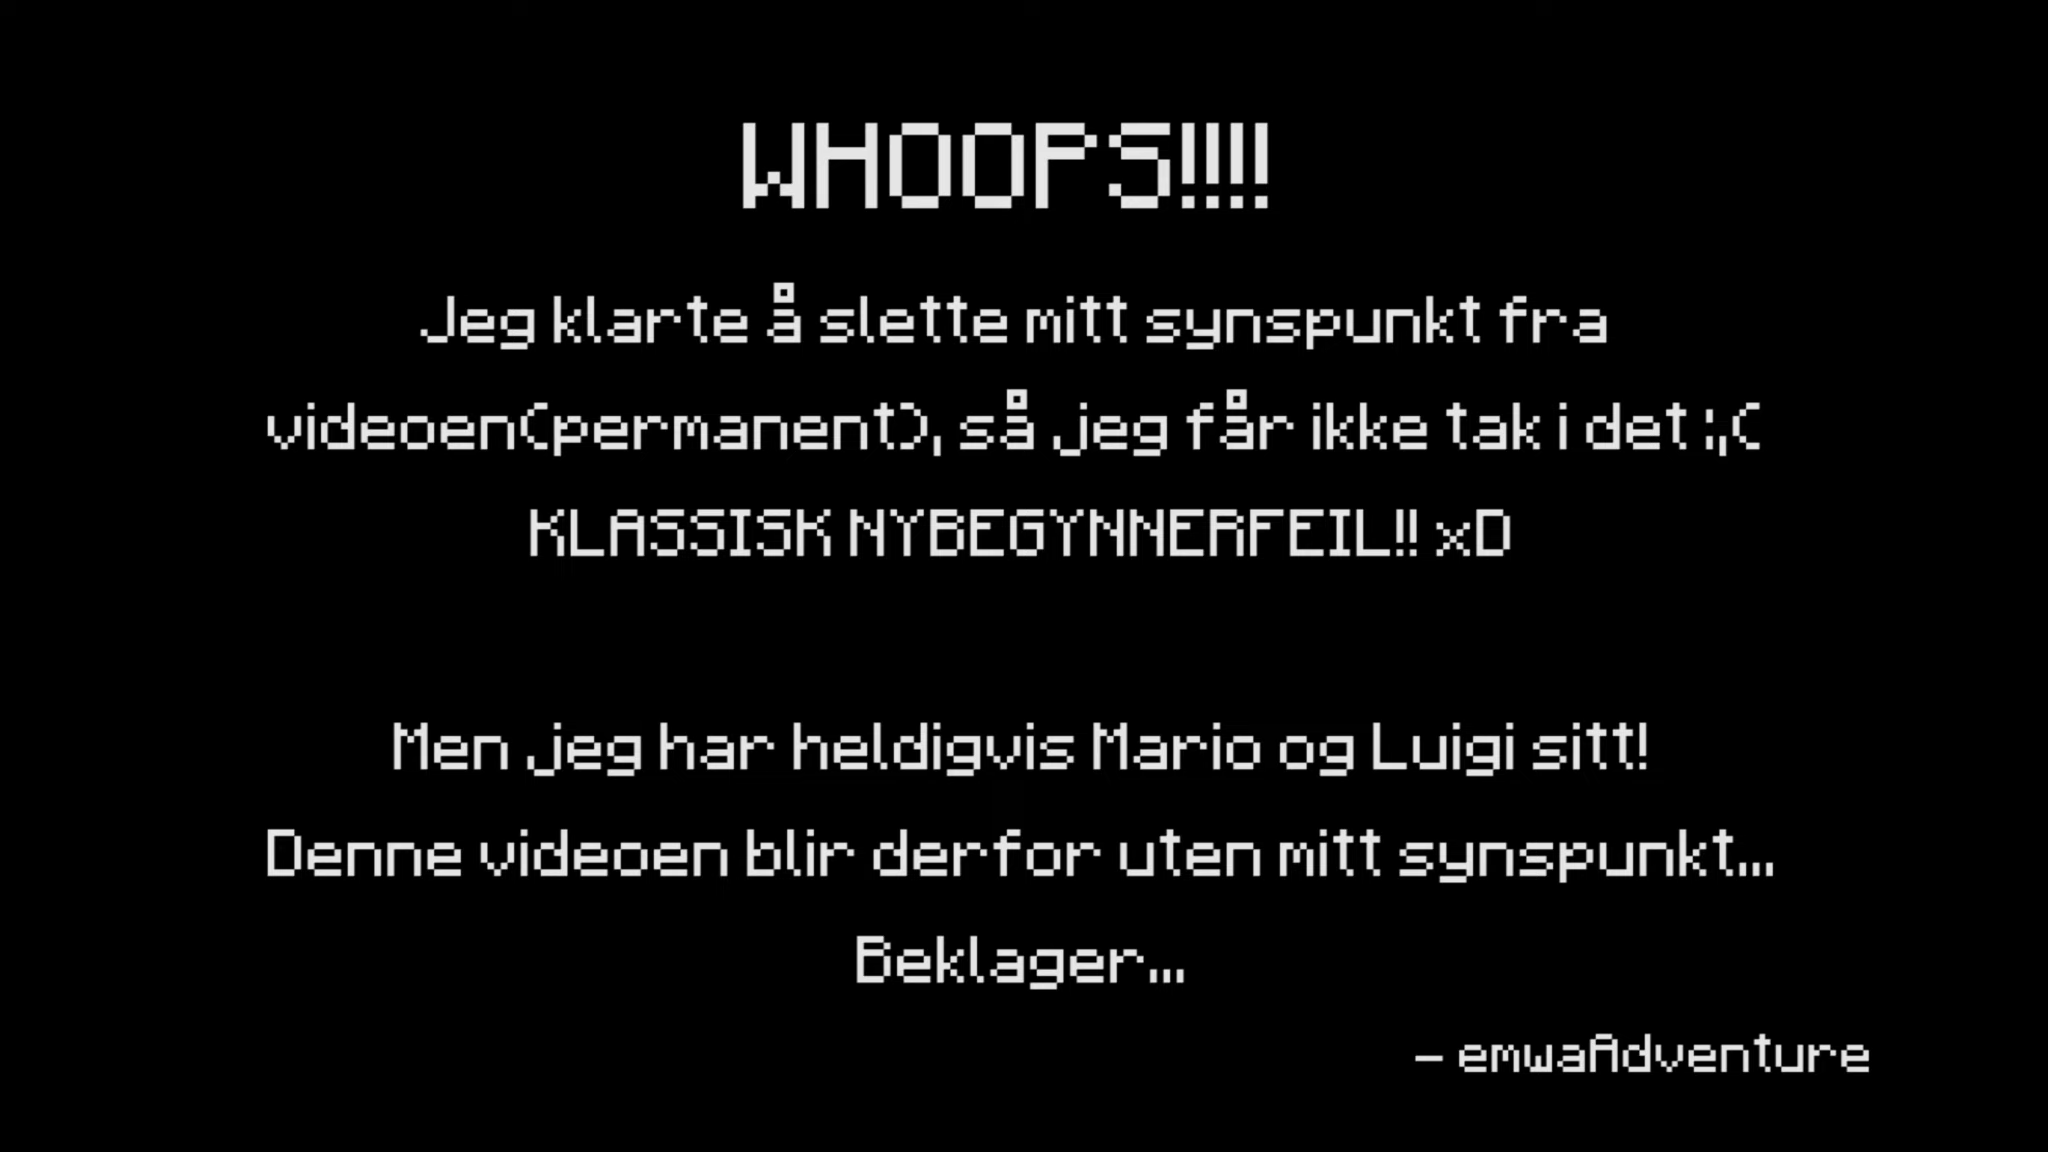 WHOOPS!!!!
Jeg klarte å slette mitt synspunkt fra
videoen(permanent), så jeg får ikke tak i det :,(
KLASSISK NYBEGYNNERFEIL!! xD
Men jeg har heldigvis Mario og Luigi sitt!
Denne videoen blir derfor uten mitt synspunkt...
Beklager...
- emwaAdventure